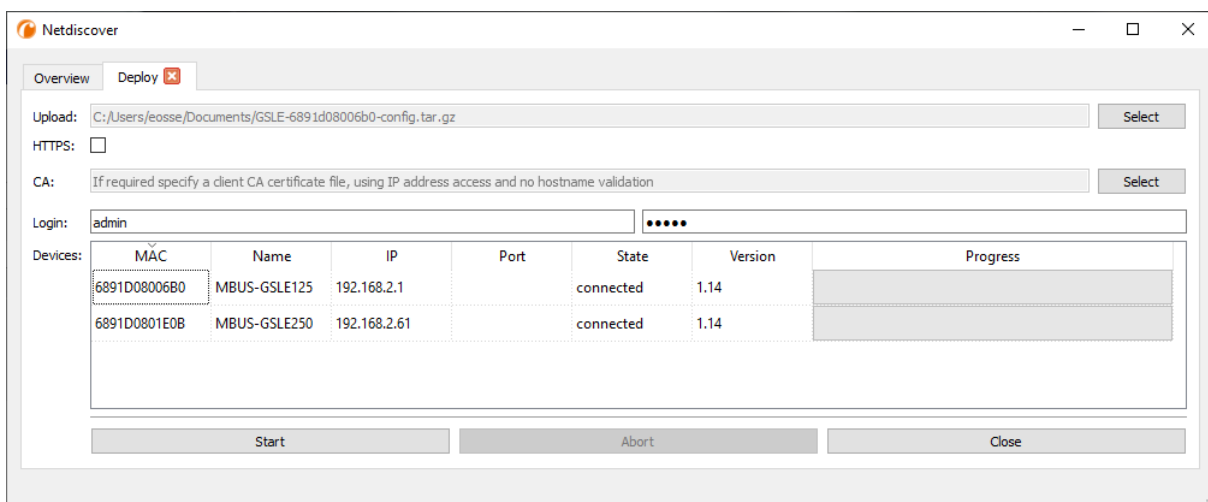 Netdiscover
Overview Deploy
Upload: C:/Users/eosse/Documents/GSLE-6891d08006b0-config.tar.gz Select
HTTPS:
CA: If required specify a client CA certificate file, using IP address access and no hostname validation Select
Login: admin •••••
Devices: MAC Name IP Port State Version Progress
6891D08006B0 MBUS-GSLE125 192.168.2.1 connected 1.14
6891D0801E0B MBUS-GSLE250 192.168.2.61 connected 1.14
Start Abort Close